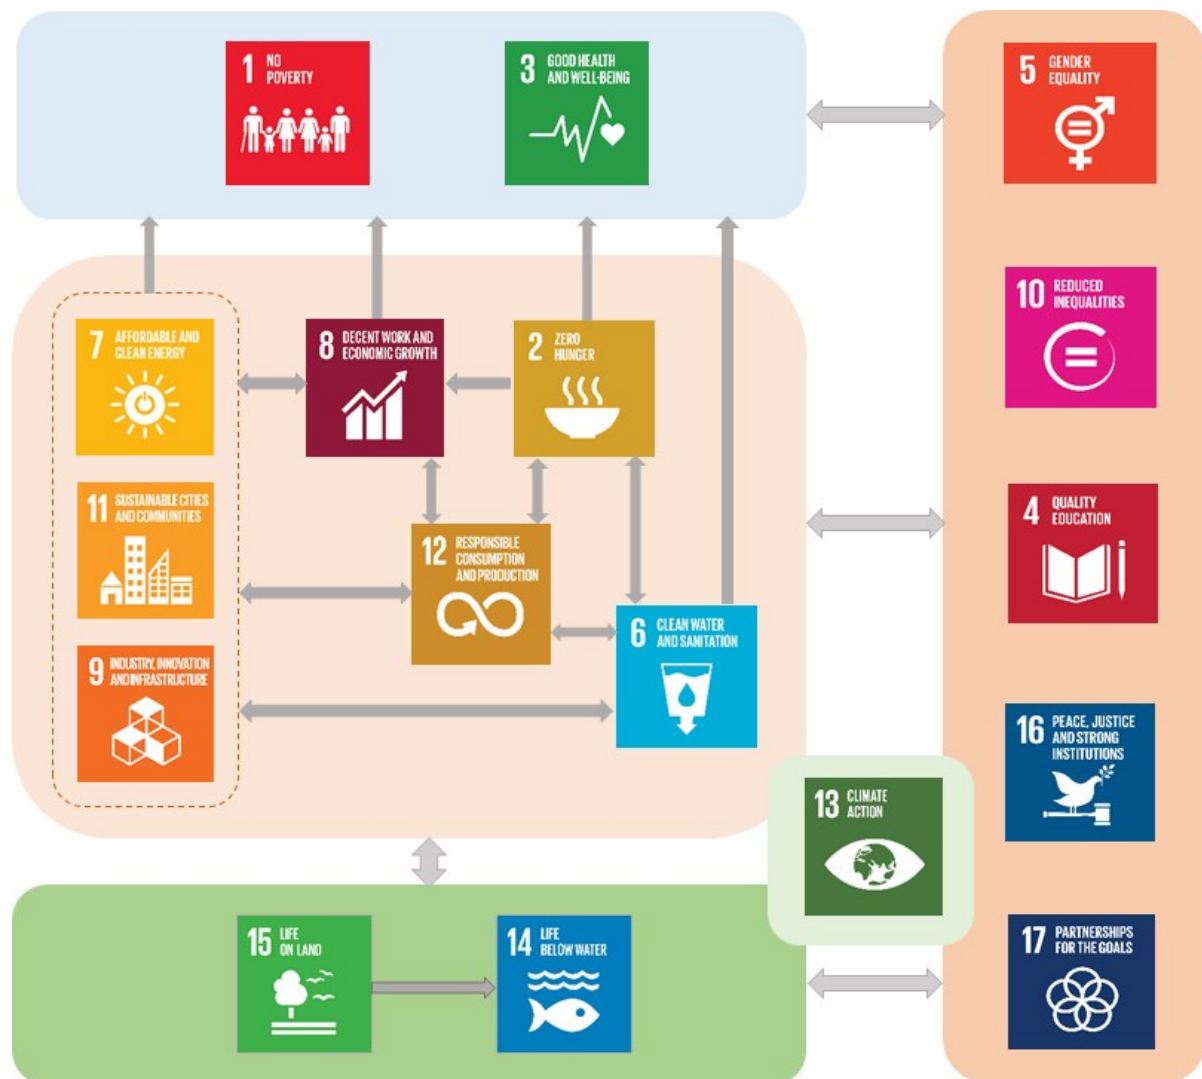 1 NO
POVERTY
3 GOOD HEALTH
AND WELL-BEING
5 GENDER
EQUALITY
10 REDUCED
INEQUALITIES
7 AFFORDABLE AND
CLEAN ENERGY
8 DECENT WORK AND
ECONOMIC GROWTH
2 ZERO
HUNGER
11 SUSTAINABLE CITIES
AND COMMUNITIES
4 QUALITY
EDUCATION
12 RESPONSIBLE
CONSUMPTION
AND PRODUCTION
6 CLEAN WATER
AND SANITATION
9 INDUSTRY, INNOVATION
AND INFRASTRUCTURE
16 PEACE, JUSTICE
AND STRONG
INSTITUTIONS
13 CLIMATE
ACTION
15 LIFE
ON LAND
14 LIFE
BELOW WATER
17 PARTNERSHIPS
FOR THE GOALS